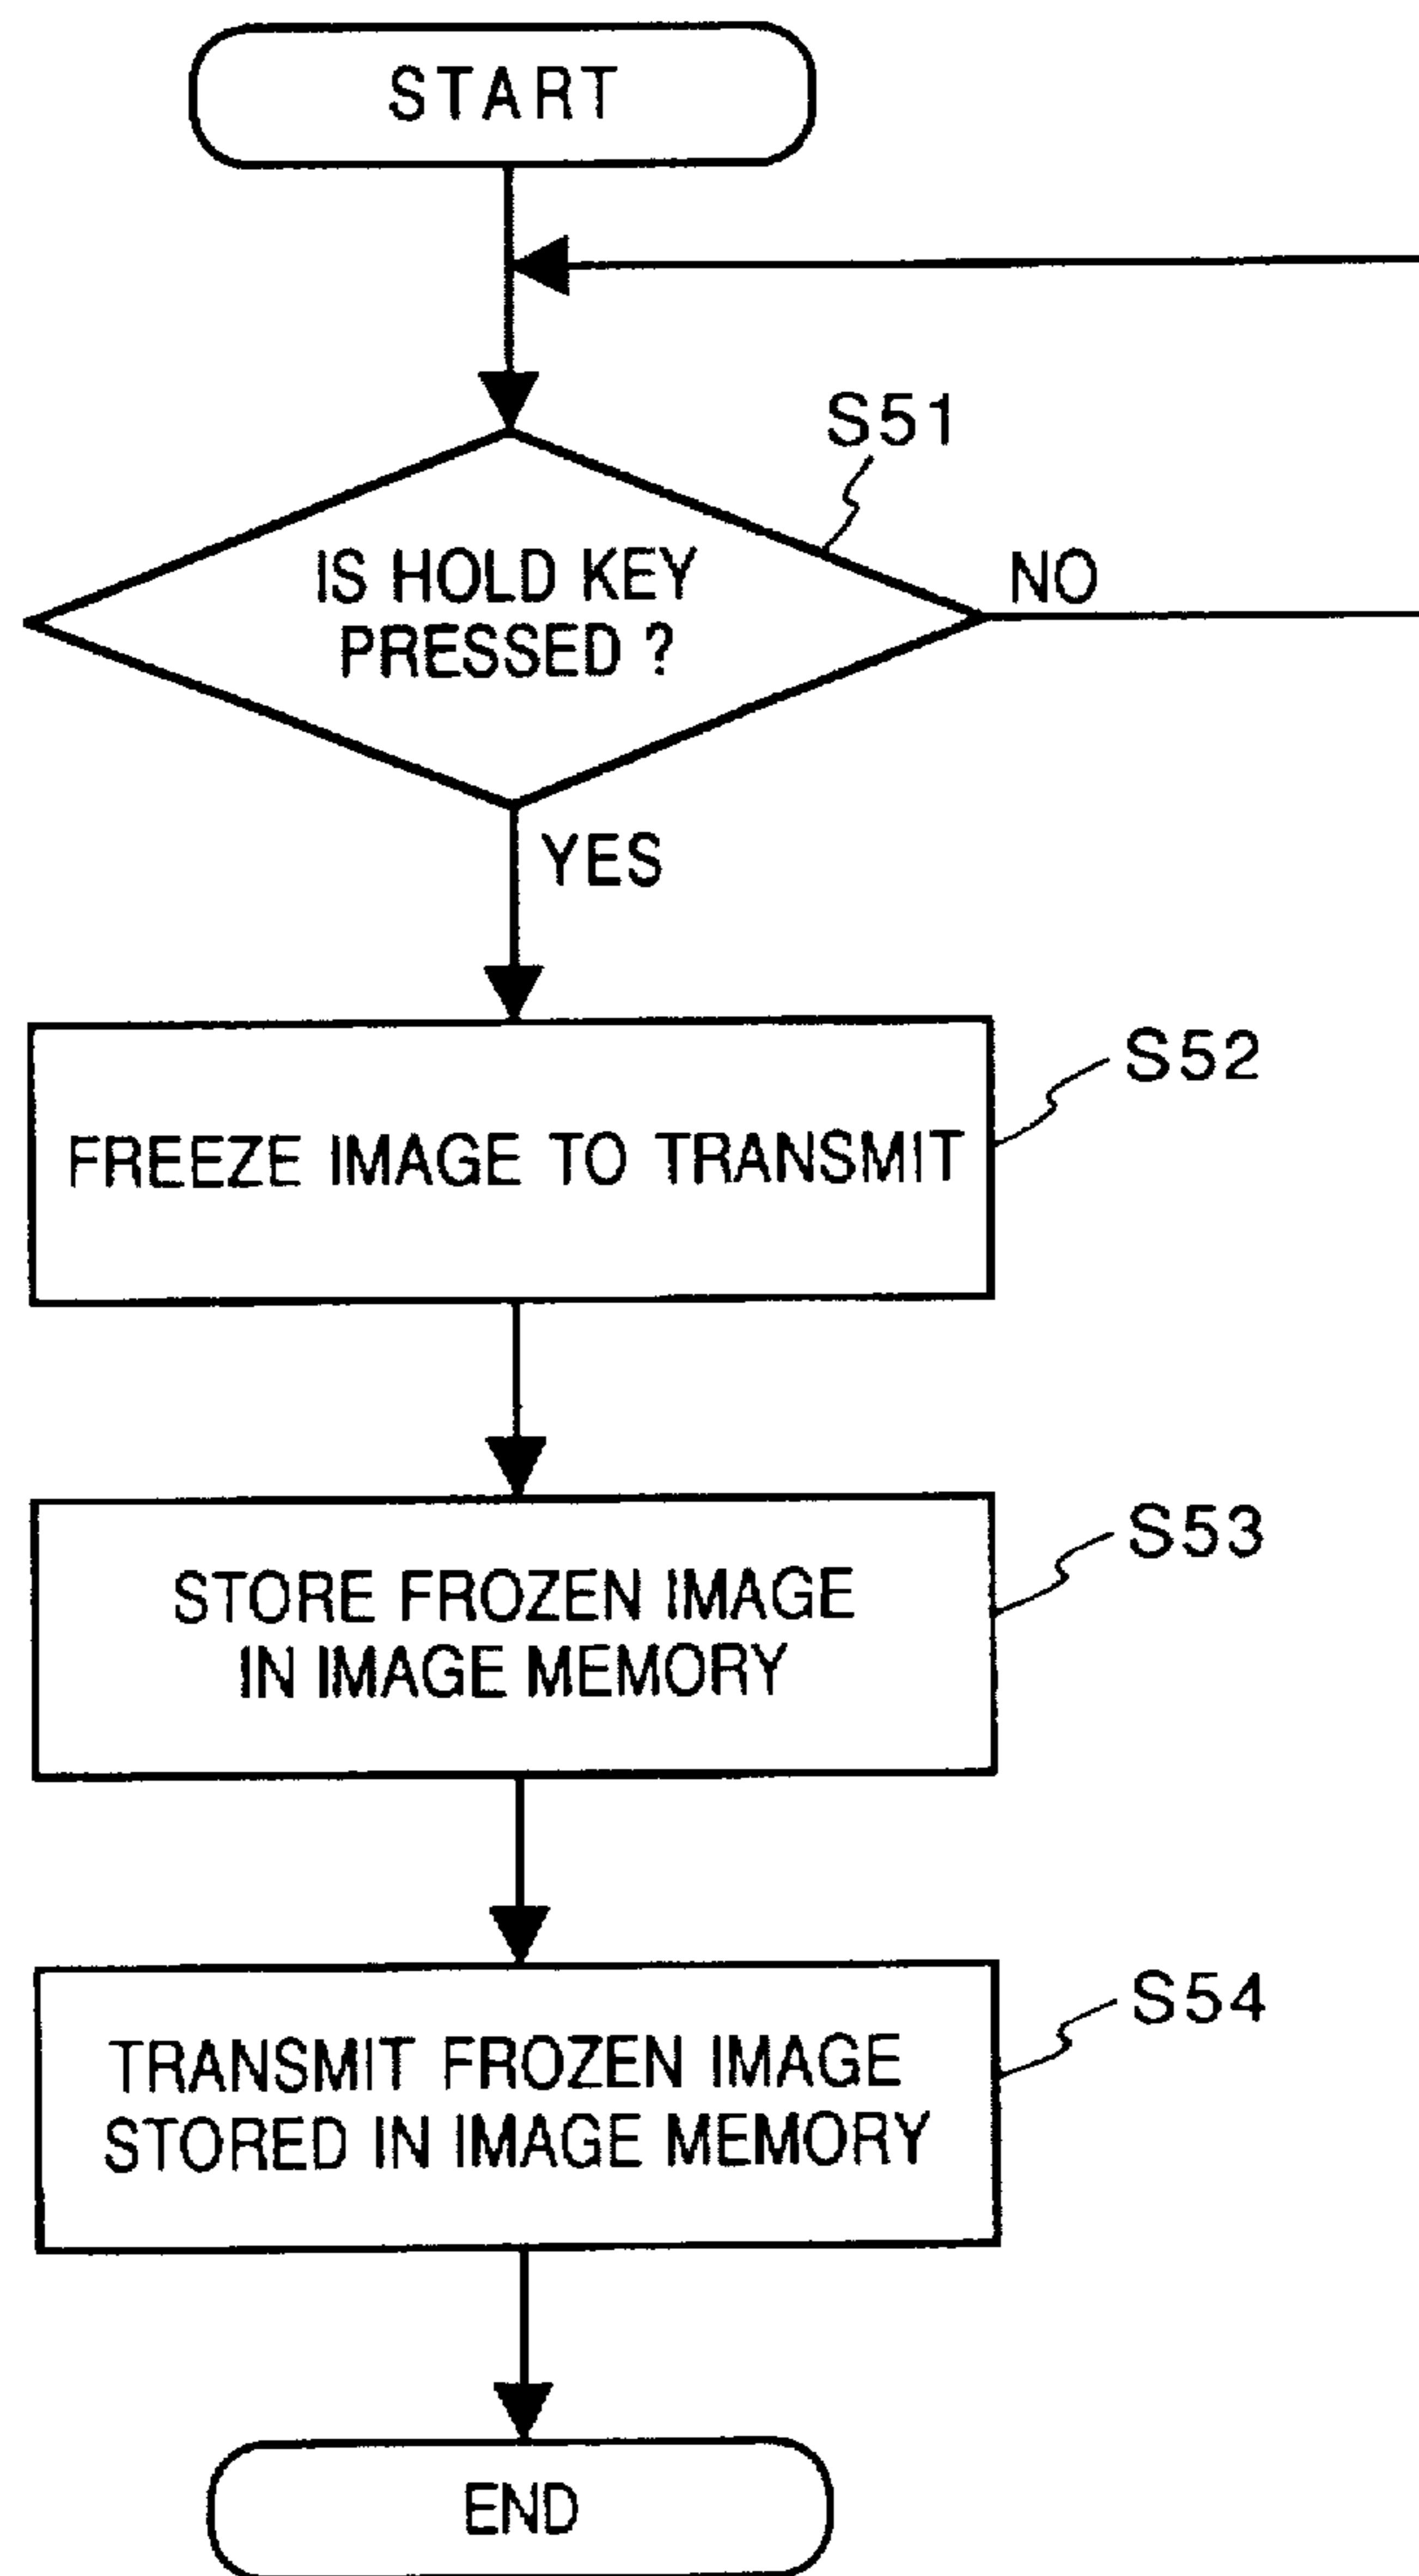 START
S51
IS HOLD KEY
PRESSED ?
NO
YES
S52
FREEZE IMAGE TO TRANSMIT
S53
STORE FROZEN IMAGE
IN IMAGE MEMORY
S54
TRANSMIT FROZEN IMAGE
STORED IN IMAGE MEMORY
END